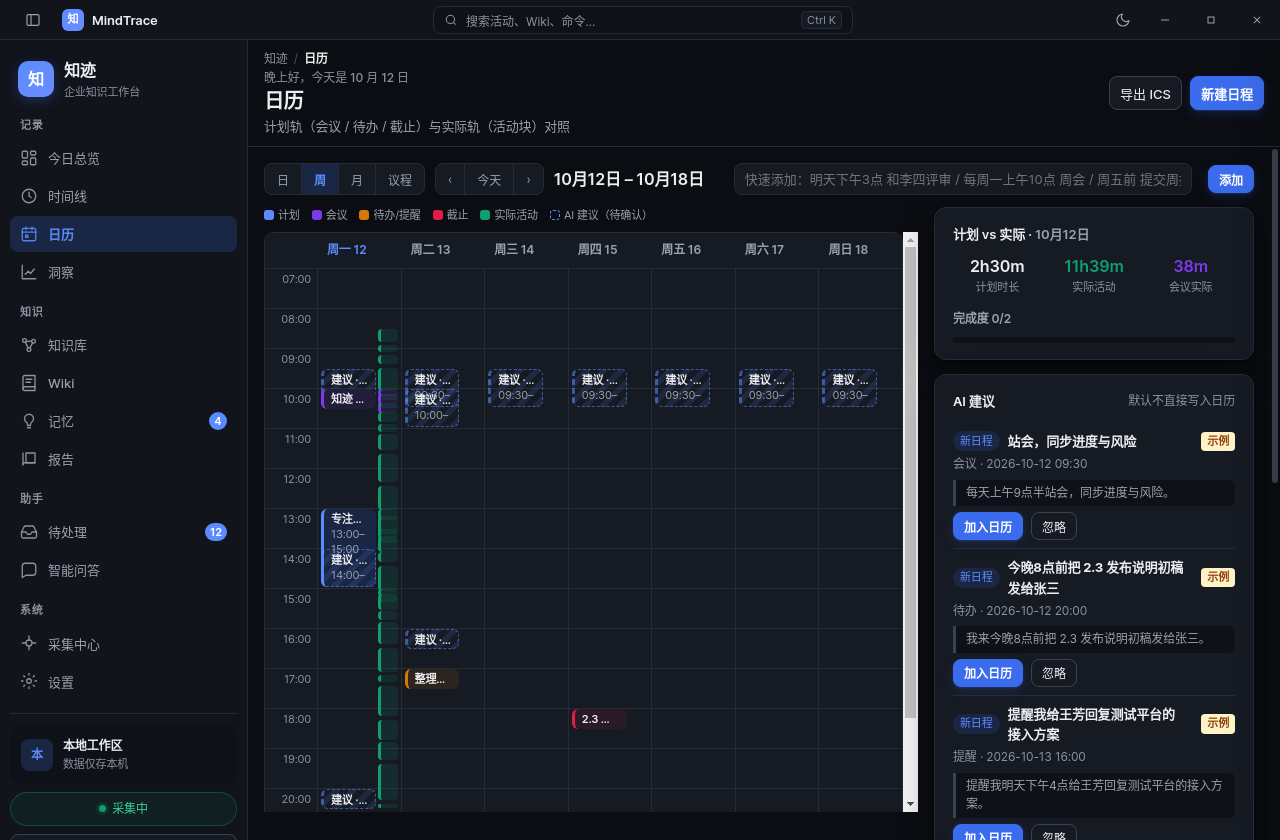 知 MindTrace
搜索活动、Wiki、命令... Ctrl K
知 知迹
企业知识工作台
记录
今日总览
时间线
日历
洞察
知识
知识库
Wiki
记忆 4
报告
助手
待处理 12
智能问答
系统
采集中心
设置
本 本地工作区
数据仅存本机
采集中
知迹 / 日历
晚上好，今天是 10 月 12 日
日历
计划轨（会议 / 待办 / 截止）与实际轨（活动块）对照
导出 ICS 新建日程
日 周 月 议程 ‹ 今天 › 10月12日 – 10月18日
快速添加：明天下午3点 和李四评审 / 每周一上午10点 周会 / 周五前 提交周: 添加
计划 会议 待办/提醒 截止 实际活动 AI 建议（待确认）
周一 12 周二 13 周三 14 周四 15 周五 16 周六 17 周日 18
07:00
08:00
09:00
建议 ·... 建议 ·... 建议 ·... 建议 ·... 建议 ·... 建议 ·... 建议 ·...
09:30– 09:30– 09:30– 09:30– 09:30–
10:00 知迹 ... 建议 ·...
10:00–
11:00
12:00
13:00 专注...
13:00–
15:00
14:00 建议 ·...
14:00–
15:00
16:00 建议 ·...
17:00 整理...
18:00 2.3 ...
19:00
20:00 建议 ·...
计划 vs 实际 · 10月12日
2h30m 11h39m 38m
计划时长 实际活动 会议实际
完成度 0/2
AI 建议 默认不直接写入日历
新日程 站会，同步进度与风险 示例
会议 · 2026-10-12 09:30
每天上午9点半站会，同步进度与风险。
加入日历 忽略
新日程 今晚8点前把 2.3 发布说明初稿 示例
发给张三
待办 · 2026-10-12 20:00
我来今晚8点前把 2.3 发布说明初稿发给张三。
加入日历 忽略
新日程 提醒我给王芳回复测试平台的 示例
接入方案
提醒 · 2026-10-13 16:00
提醒我明天下午4点给王芳回复测试平台的接入方
案。
加入日历 忽略